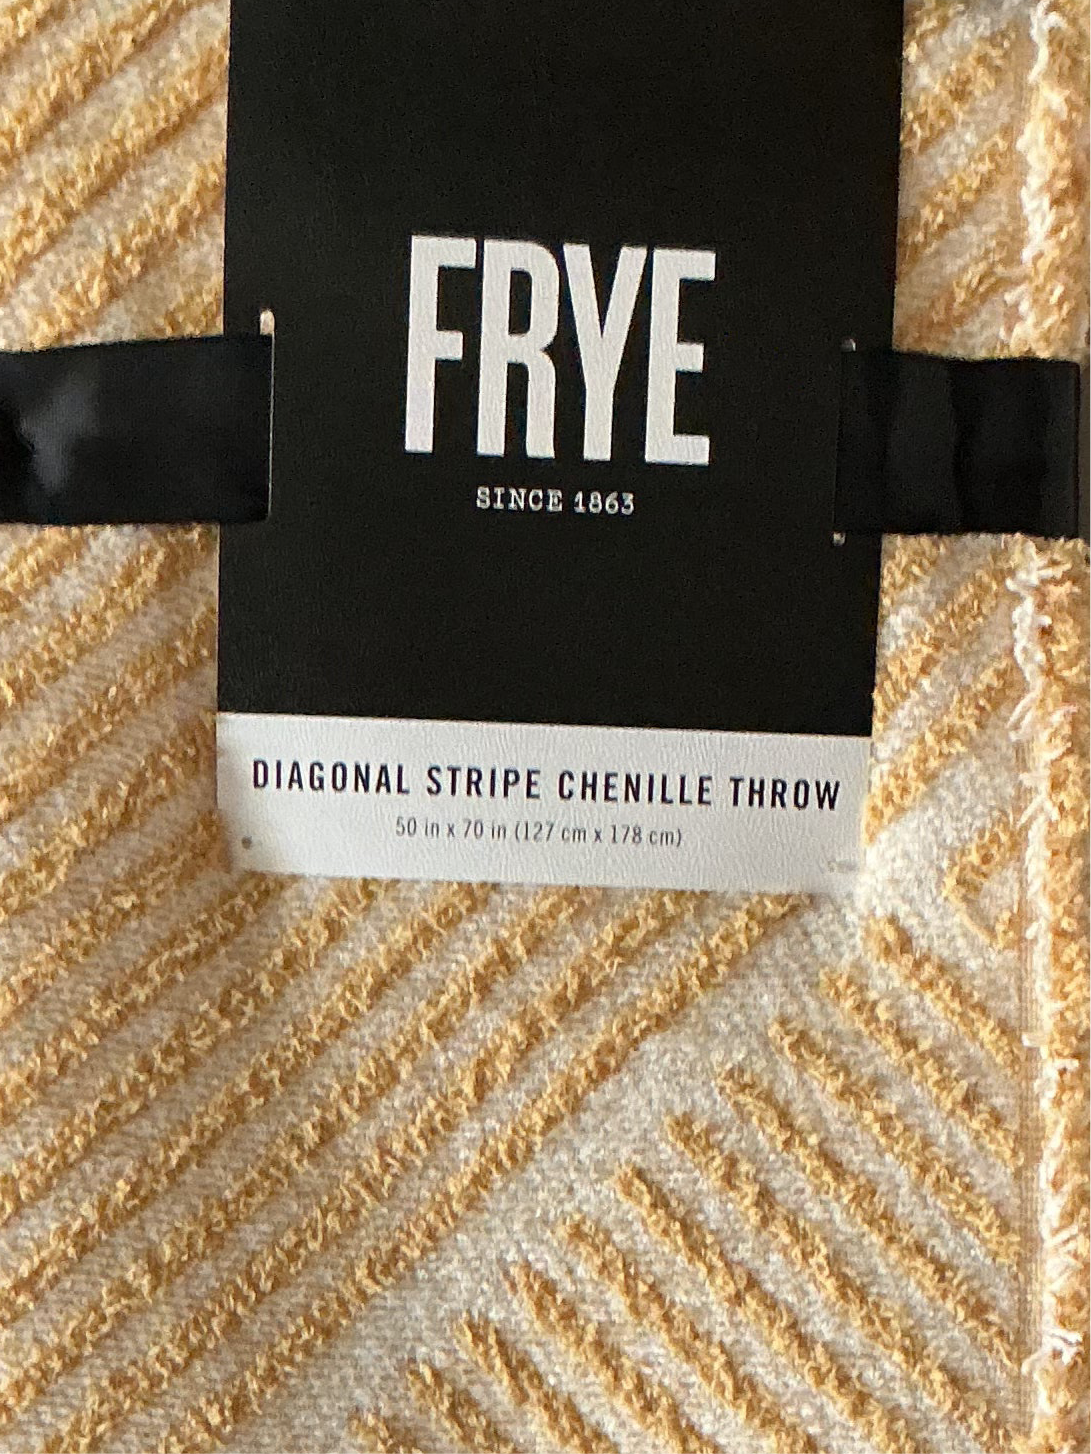 FRYE
SINCE 1863
DIAGONAL STRIPE CHENILLE THROW
50 in x 70 in (127 cm x 178 cm)